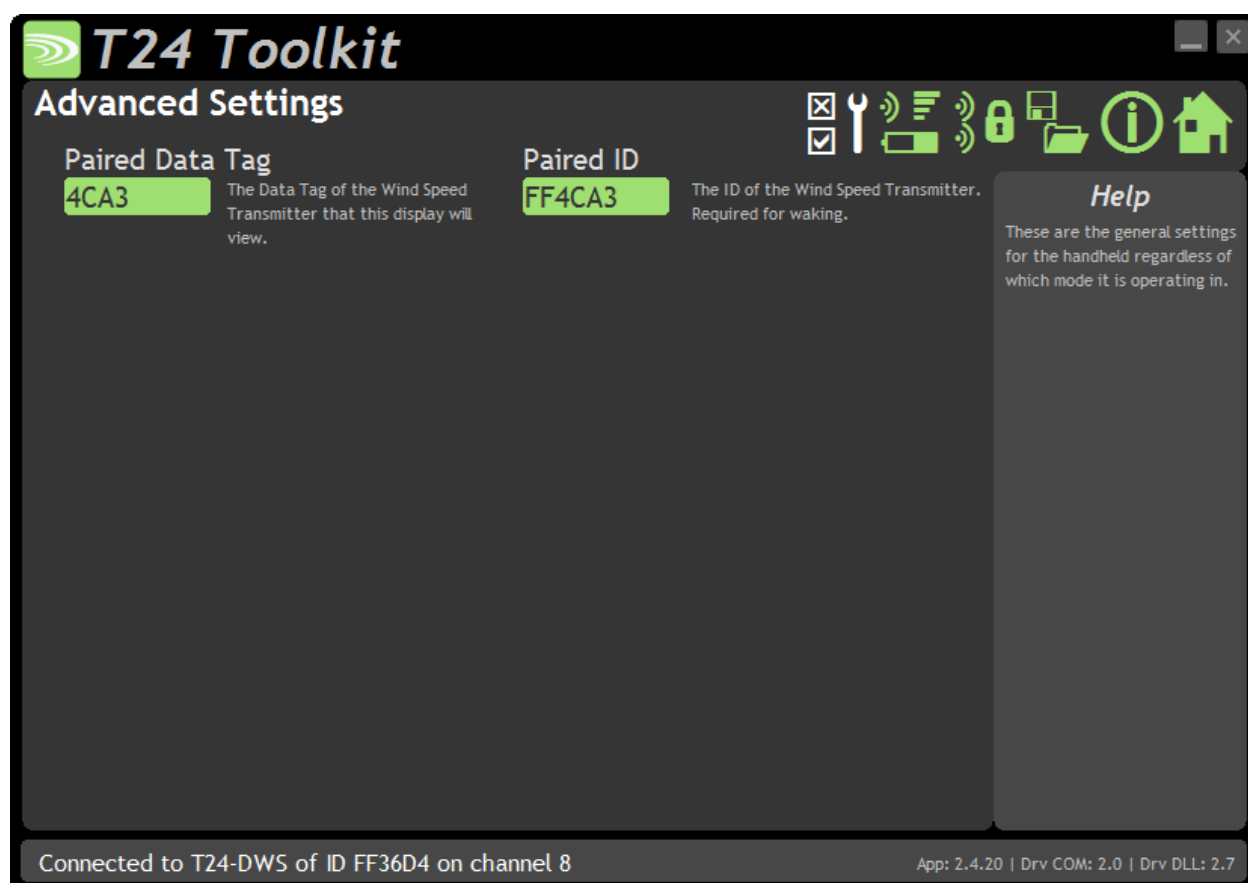 T24 Toolkit
Advanced Settings
Paired Data Tag
4CA3
The Data Tag of the Wind Speed
Transmitter that this display will
view.
Paired ID
FF4CA3
The ID of the Wind Speed Transmitter.
Required for waking.
Help
These are the general settings
for the handheld regardless of
which mode it is operating in.
Connected to T24-DWS of ID FF36D4 on channel 8
App: 2.4.20 | Drv COM: 2.0 | Drv DLL: 2.7